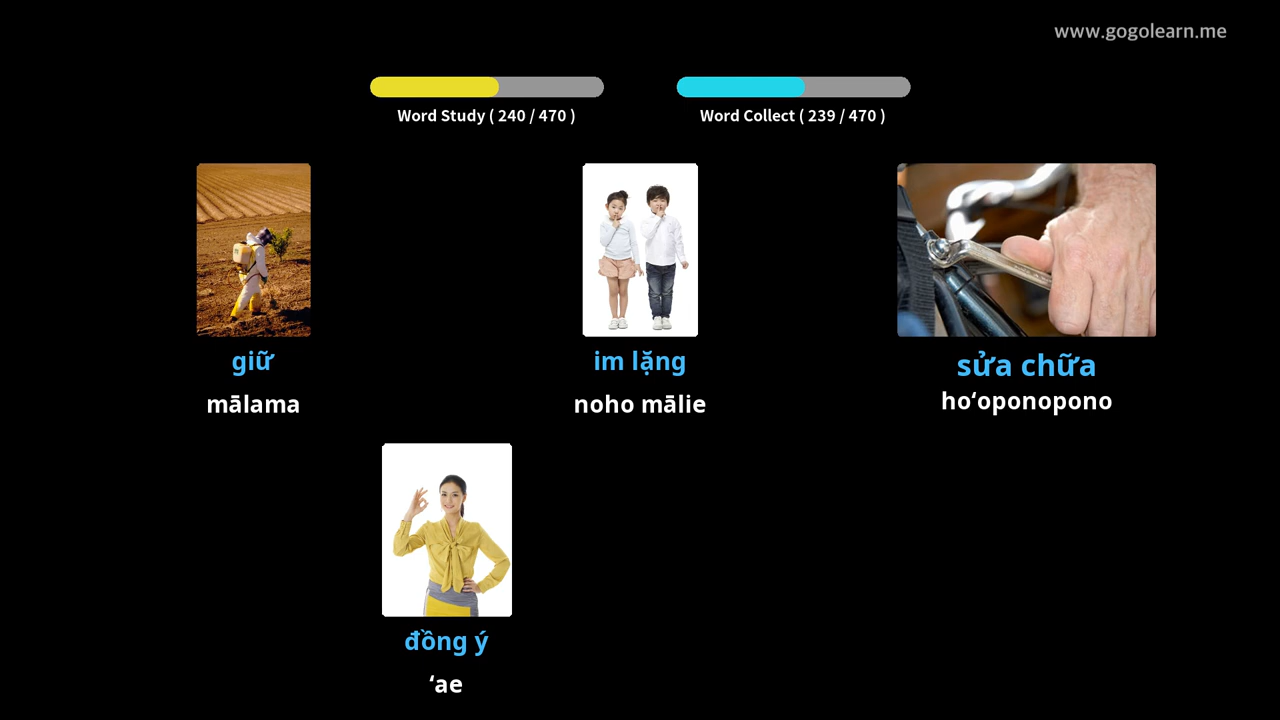 www.gogolearn.me
Word Study ( 240 / 470 )
Word Collect ( 239 / 470 )
giữ
mālama
im lặng
noho mālie
sửa chữa
hoʻoponopono
đồng ý
ʻae